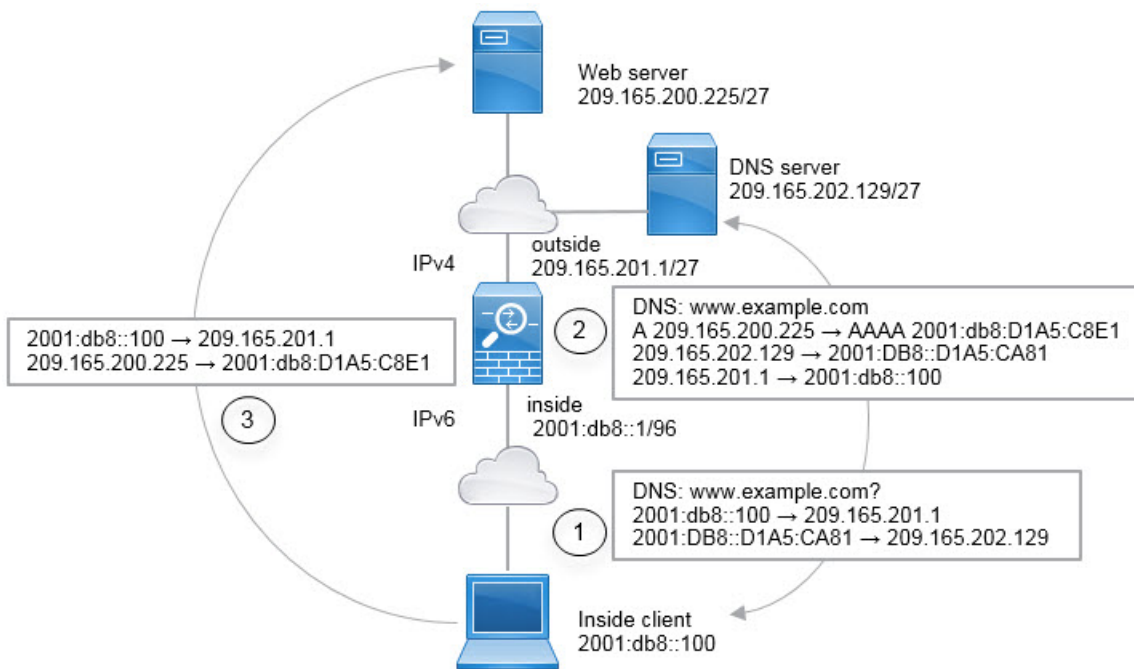 Web server
209.165.200.225/27
DNS server
209.165.202.129/27
outside
209.165.201.1/27
IPv4
2001:db8::100 → 209.165.201.1
209.165.200.225 → 2001:db8:D1A5:C8E1
3
2
DNS: www.example.com
A 209.165.200.225 → AAAA 2001:db8:D1A5:C8E1
209.165.202.129 → 2001:DB8::D1A5:CA81
209.165.201.1 → 2001:db8::100
IPv6
inside
2001:db8::1/96
1
DNS: www.example.com?
2001:db8::100 → 209.165.201.1
2001:DB8::D1A5:CA81 → 209.165.202.129
Inside client
2001:db8::100